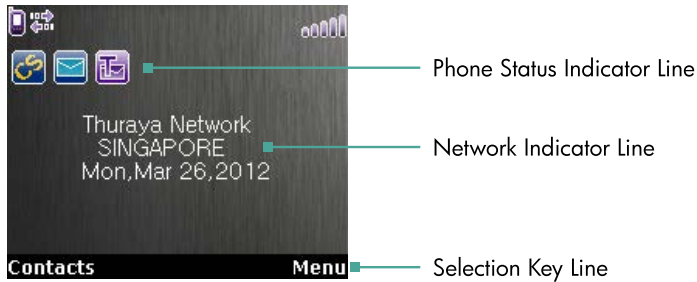 Phone Status Indicator Line
Thuraya Network
SINGAPORE
Mon,Mar 26,2012
Network Indicator Line
Contacts
Menu
Selection Key Line